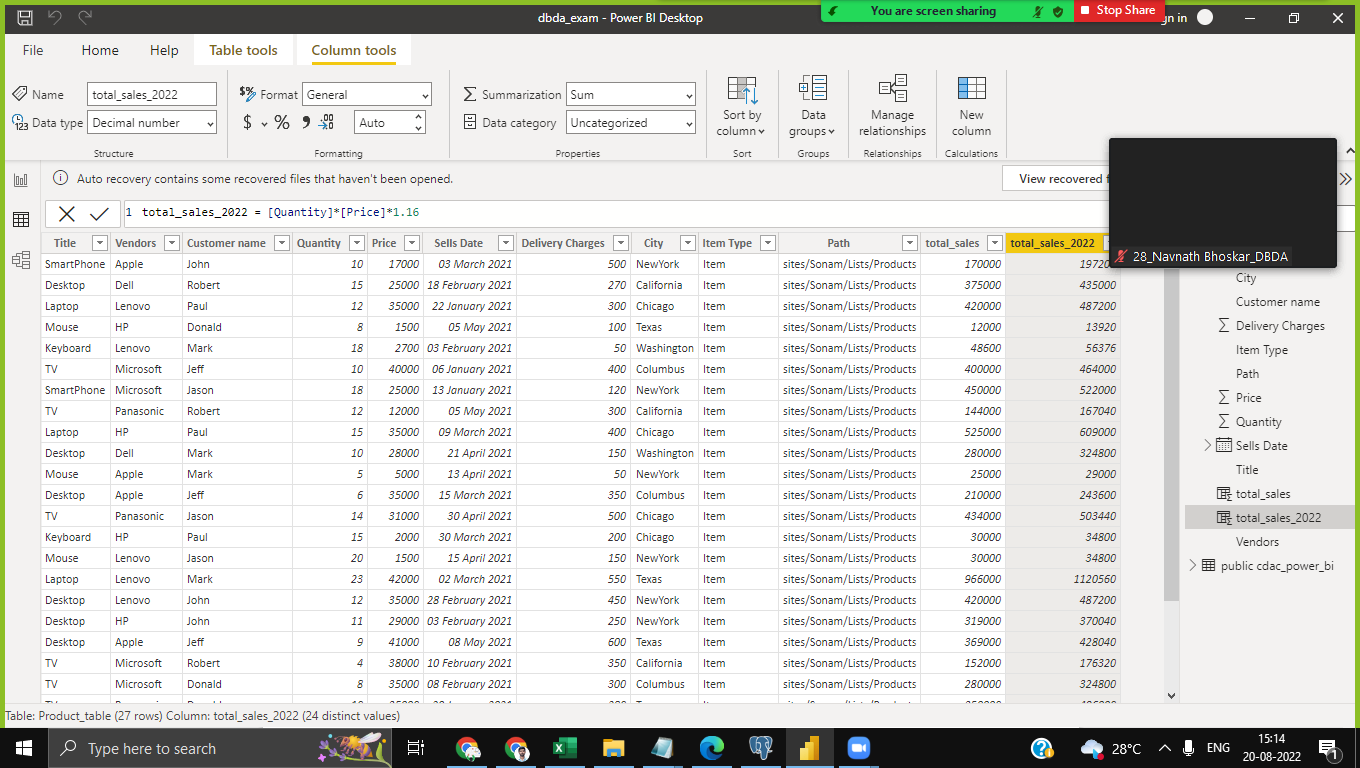 dbda_exam - Power BI Desktop
You are screen sharing
Stop Share
in
File Home Help Table tools Column tools
Name total_sales_2022 $% Format General Summarization Sum
Data type Decimal number $ % Auto Data category Uncategorized
Sort by column
Data groups
Manage relationships
New column
Structure Formatting Properties Sort Groups Relationships Calculations
Auto recovery contains some recovered files that haven't been opened.
View recovered
1 total_sales_2022 = [Quantity]*[Price]*1.16
28_Navnath Bhoskar_DBDA
Title Vendors Customer name Quantity Price Sells Date Delivery Charges City Item Type Path total_sales total_sales_2022
SmartPhone Apple John 10 17000 03 March 2021 500 NewYork Item sites/Sonam/Lists/Products 170000 19720
Desktop Dell Robert 15 25000 18 February 2021 270 California Item sites/Sonam/Lists/Products 375000 435000
Laptop Lenovo Paul 12 35000 22 January 2021 300 Chicago Item sites/Sonam/Lists/Products 420000 487200
Mouse HP Donald 8 1500 05 May 2021 100 Texas Item sites/Sonam/Lists/Products 12000 13920
Keyboard Lenovo Mark 18 2700 03 February 2021 50 Washington Item sites/Sonam/Lists/Products 48600 56376
TV Microsoft Jeff 10 40000 06 January 2021 400 Columbus Item sites/Sonam/Lists/Products 400000 464000
SmartPhone Microsoft Jason 18 25000 13 January 2021 120 NewYork Item sites/Sonam/Lists/Products 450000 522000
TV Panasonic Robert 12 12000 05 May 2021 300 California Item sites/Sonam/Lists/Products 144000 167040
Laptop HP Paul 15 35000 09 March 2021 400 Chicago Item sites/Sonam/Lists/Products 525000 609000
Desktop Dell Mark 10 28000 21 April 2021 150 Washington Item sites/Sonam/Lists/Products 280000 324800
Mouse Apple Mark 5 5000 13 April 2021 50 NewYork Item sites/Sonam/Lists/Products 25000 29000
Desktop Apple Jeff 6 35000 15 March 2021 350 Columbus Item sites/Sonam/Lists/Products 210000 243600
TV Panasonic Jason 14 31000 30 April 2021 500 Chicago Item sites/Sonam/Lists/Products 434000 503440
Keyboard HP Paul 15 2000 30 March 2021 200 Chicago Item sites/Sonam/Lists/Products 30000 34800
Mouse Lenovo Jason 20 1500 15 April 2021 150 NewYork Item sites/Sonam/Lists/Products 30000 34800
Laptop Lenovo Mark 23 42000 02 March 2021 550 Texas Item sites/Sonam/Lists/Products 966000 1120560
Desktop Lenovo John 12 35000 28 February 2021 450 NewYork Item sites/Sonam/Lists/Products 420000 487200
Desktop HP John 11 29000 03 February 2021 250 NewYork Item sites/Sonam/Lists/Products 319000 370040
Desktop Apple Jeff 9 41000 08 May 2021 600 Texas Item sites/Sonam/Lists/Products 369000 428040
TV Microsoft Robert 4 38000 10 February 2021 350 California Item sites/Sonam/Lists/Products 152000 176320
TV Microsoft Donald 8 35000 08 February 2021 300 Columbus Item sites/Sonam/Lists/Products 280000 324800
City
Customer name
Delivery Charges
Item Type
Path
Price
Quantity
Sells Date
Title
total_sales
total_sales_2022
Vendors
public cdac_power_bi
Table: Product_table (27 rows) Column: total_sales_2022 (24 distinct values)
Type here to search
28°C
ENG
15:14
20-08-2022
1